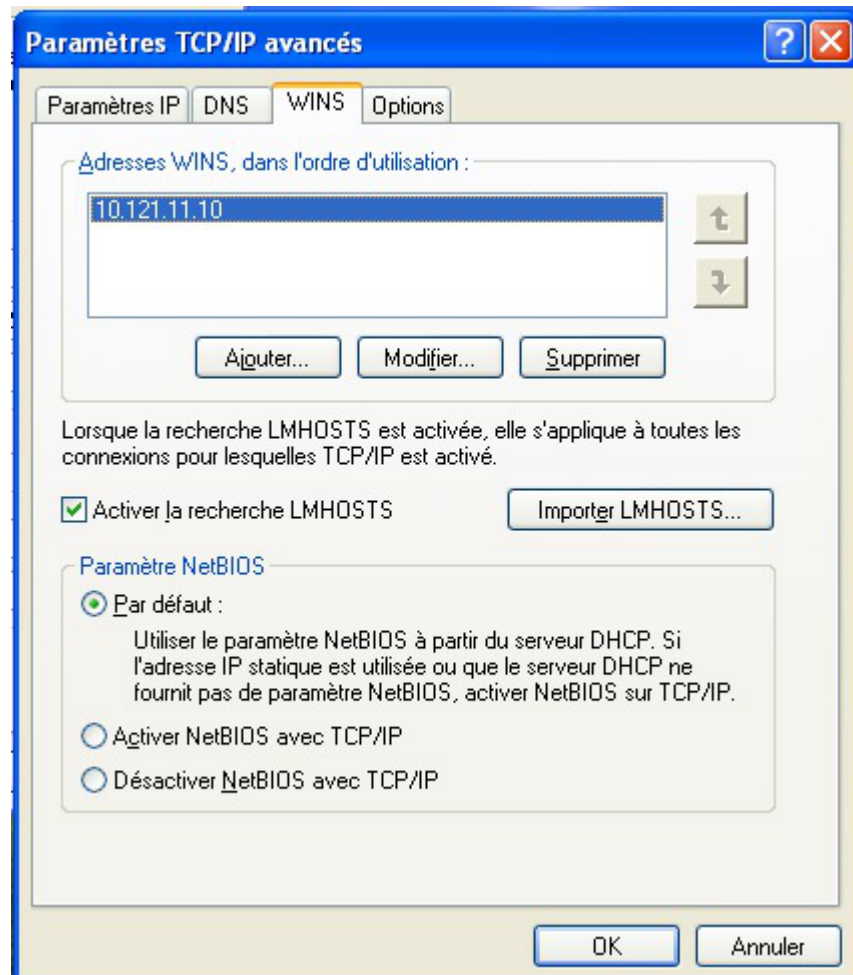 Paramètres TCP/IP avancés
Paramètres IP
DNS
WINS
Options
Adresses WINS, dans l'ordre d'utilisation :
10.121.11.10
Ajouter...
Modifier...
Supprimer
Lorsque la recherche LMHOSTS est activée, elle s'applique à toutes les
connexions pour lesquelles TCP/IP est activé.
Activer la recherche LMHOSTS
Importer LMHOSTS...
Paramètre NetBIOS
Par défaut :
Utiliser le paramètre NetBIOS à partir du serveur DHCP. Si
l'adresse IP statique est utilisée ou que le serveur DHCP ne
fournit pas de paramètre NetBIOS, activer NetBIOS sur TCP/IP.
Activer NetBIOS avec TCP/IP
Désactiver NetBIOS avec TCP/IP
OK
Annuler